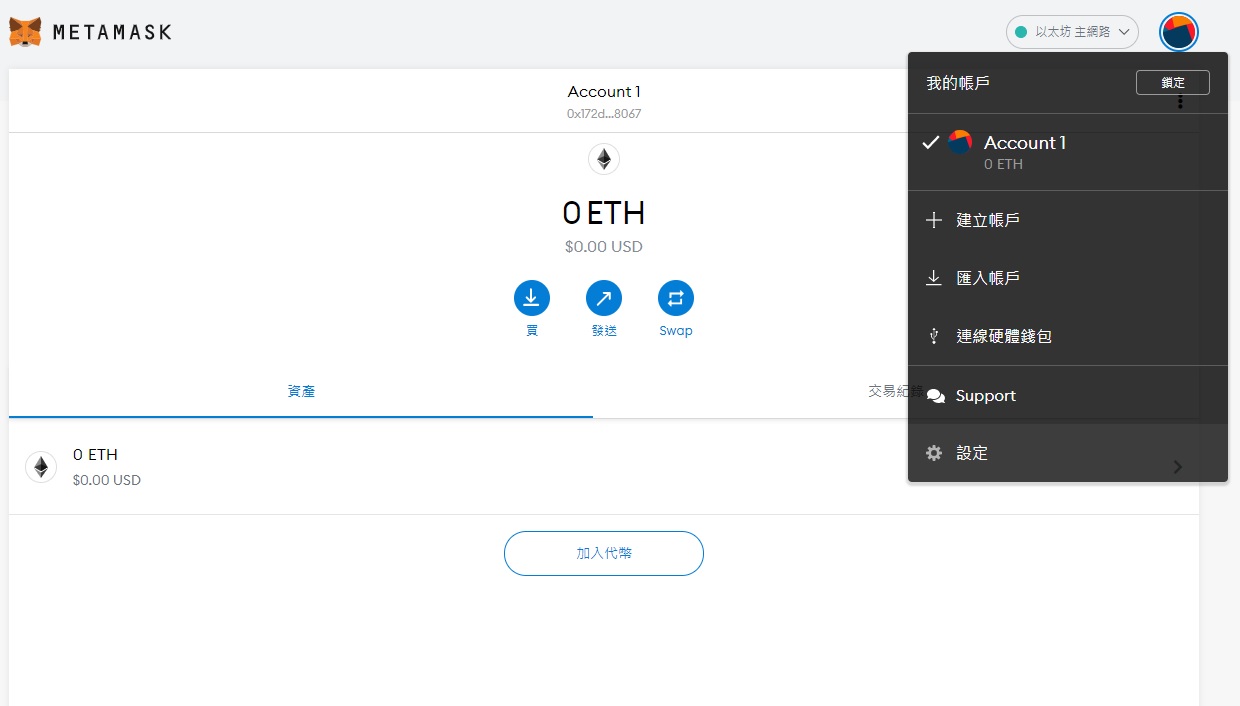 METAMASK
以太坊 主網路
Account 1
0x172d...8067
0 ETH
$0.00 USD
買
發送
Swap
資產
交易紀錄
0 ETH
$0.00 USD
加入代幣
我的帳戶
鎖定
Account 1
0 ETH
建立帳戶
匯入帳戶
連線硬體錢包
Support
設定